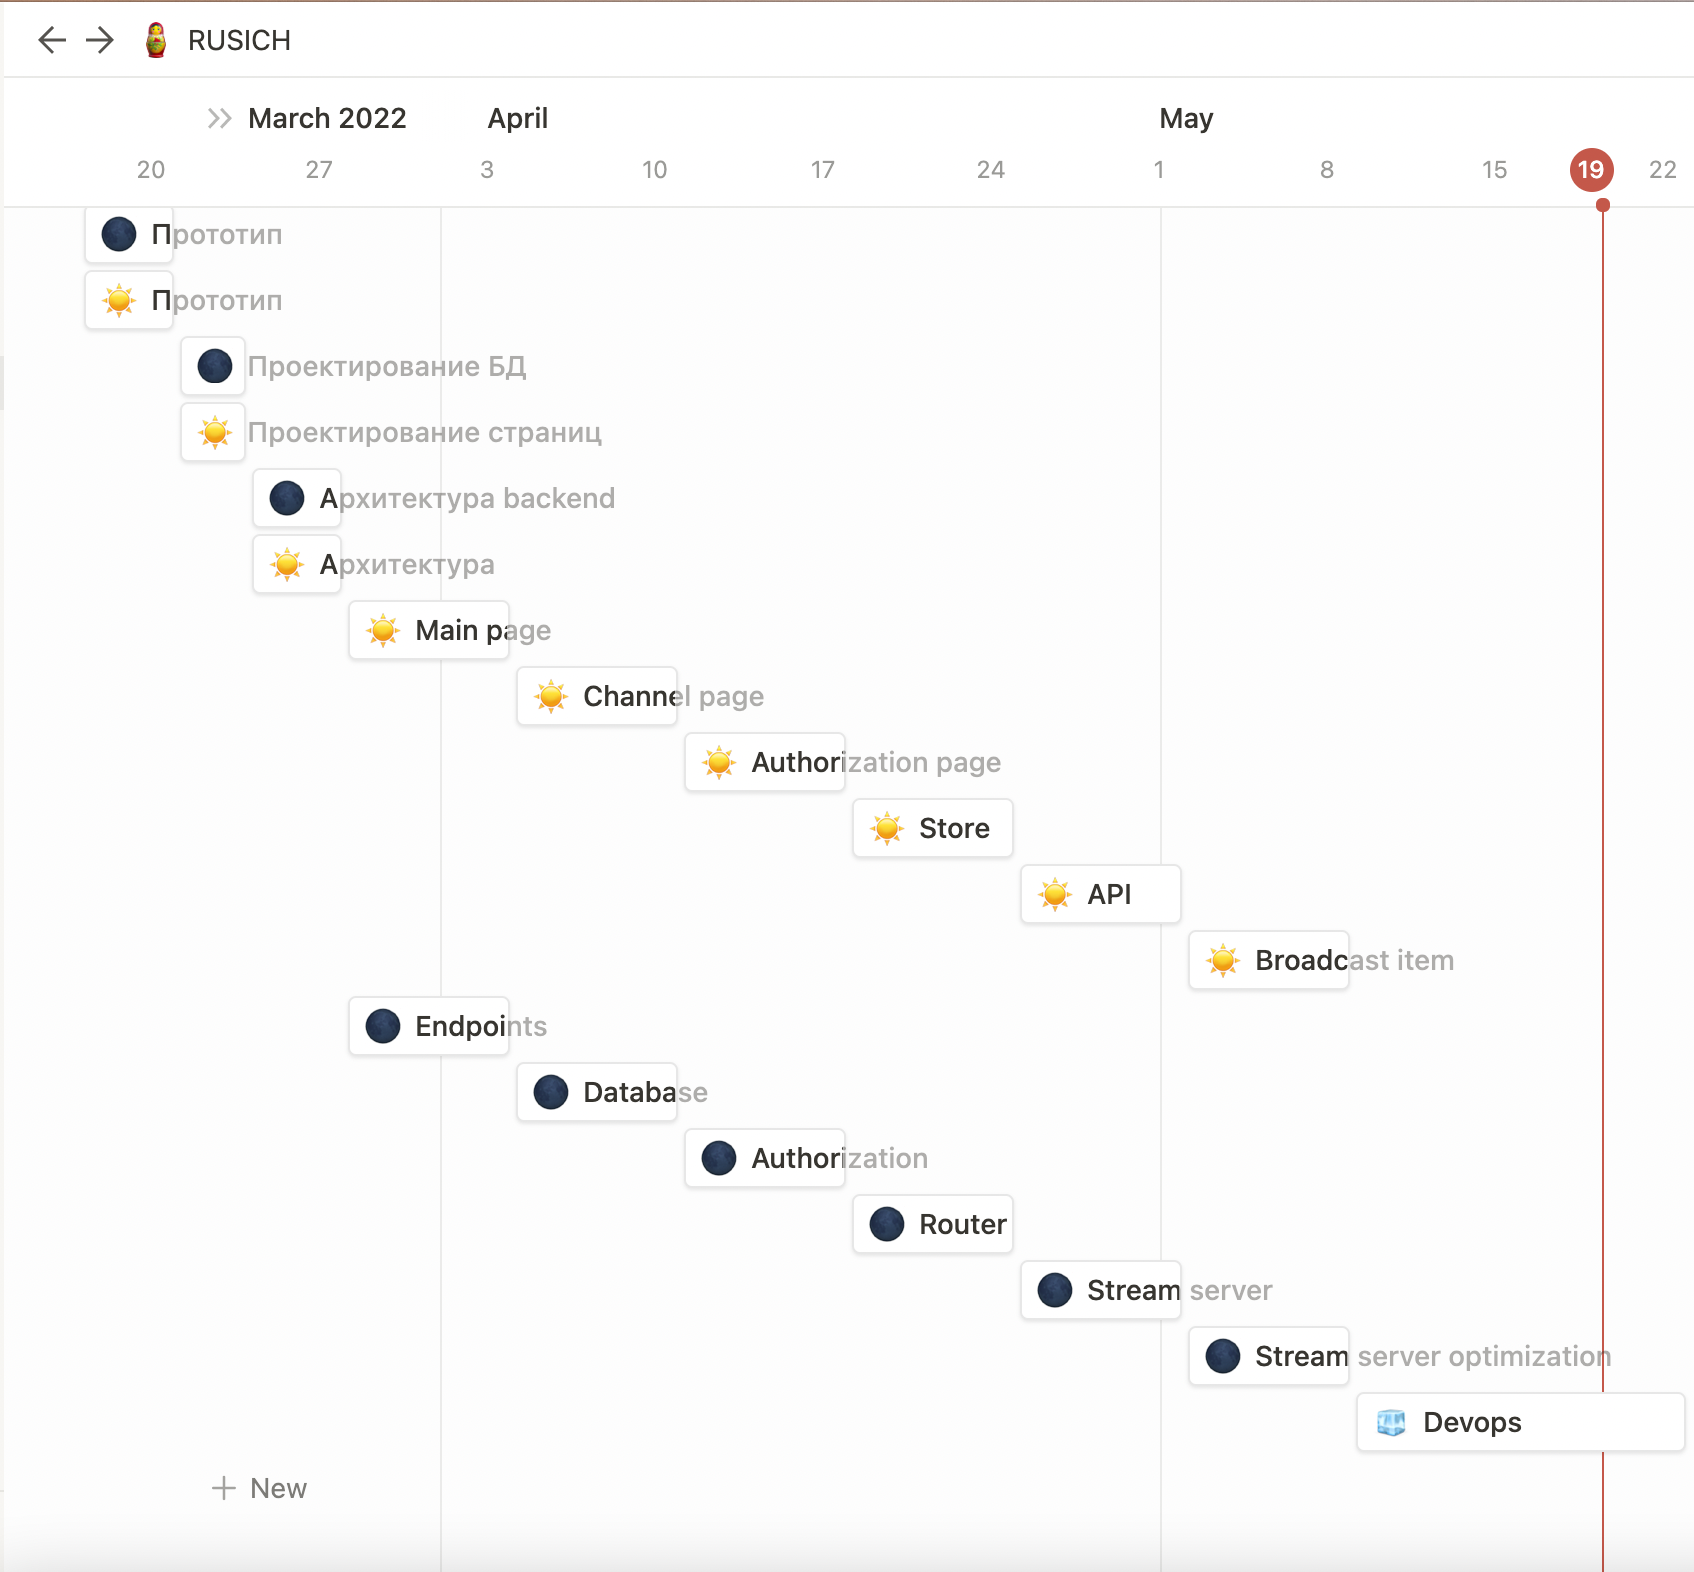 RUSICH
March 2022 April May
20 27 3 10 17 24 1 8 15 19 22
Прототип
Прототип
Проектирование БД
Проектирование страниц
Архитектура backend
Архитектура
Main page
Channel page
Authorization page
Store
API
Broadcast item
Endpoints
Database
Authorization
Router
Stream server
Stream server optimization
Devops
New